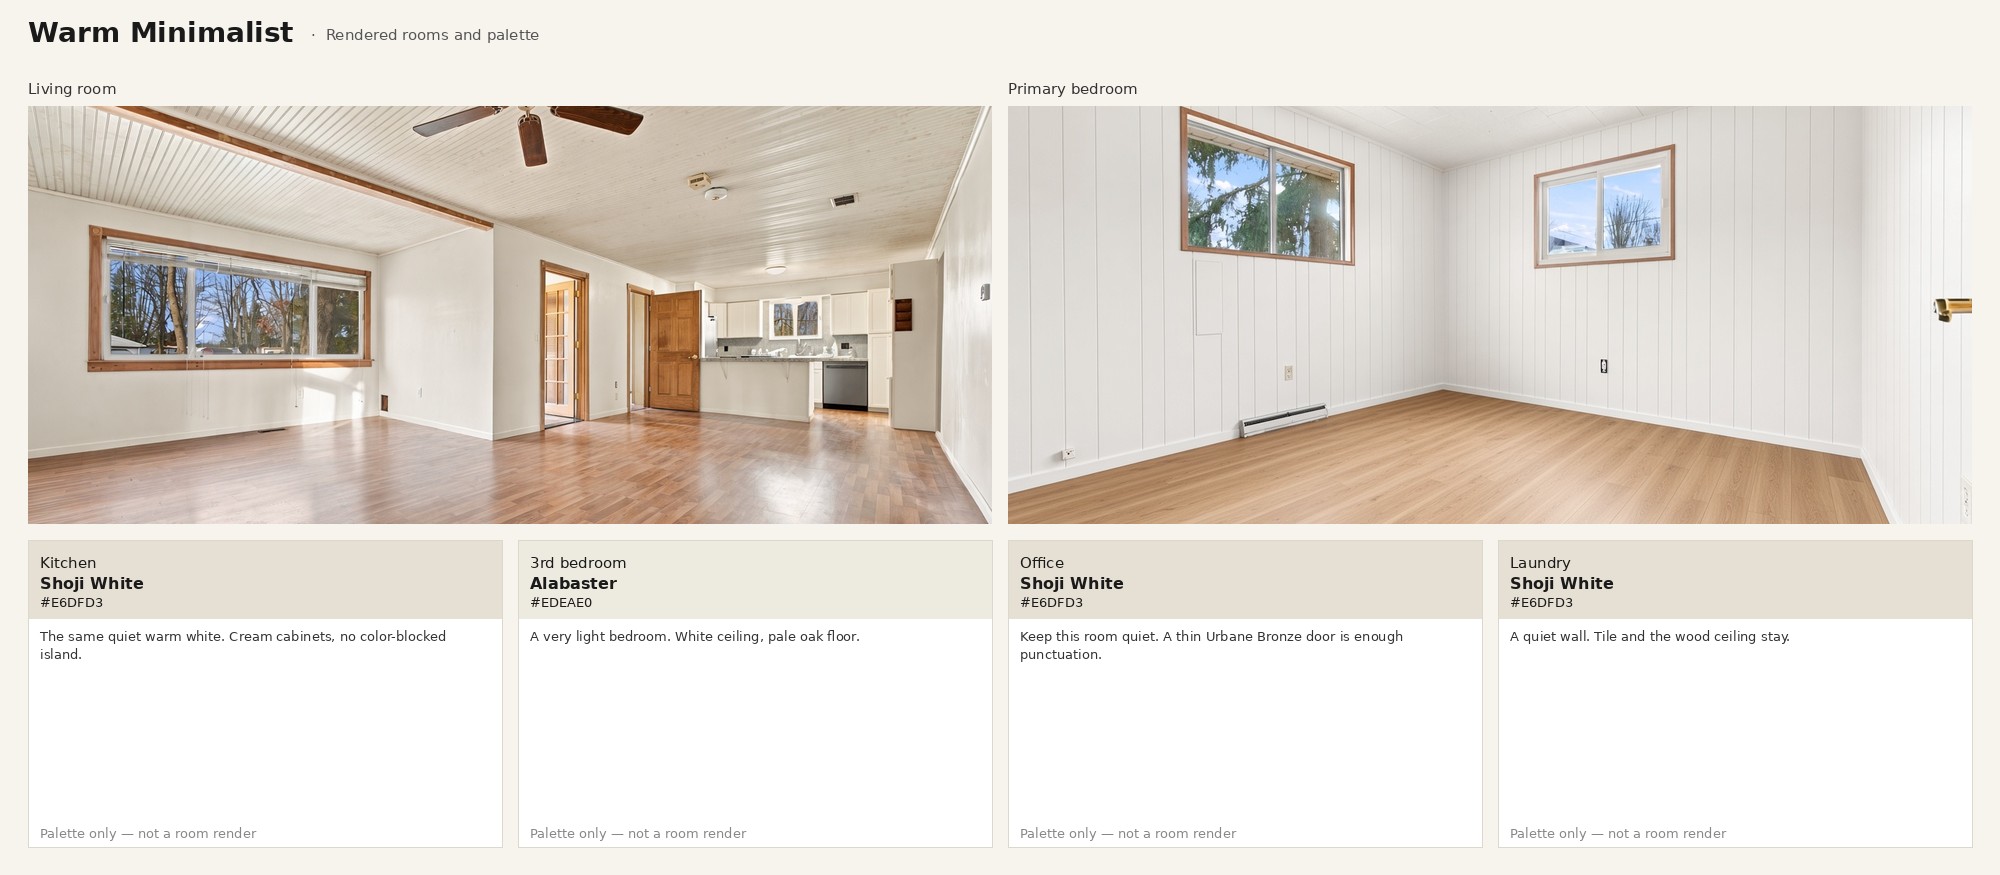 Warm Minimalist · Rendered rooms and palette
Living room
Primary bedroom
Kitchen
Shoji White
#E6DFD3
The same quiet warm white. Cream cabinets, no color-blocked
island.
Palette only — not a room render
3rd bedroom
Alabaster
#EDEAE0
A very light bedroom. White ceiling, pale oak floor.
Palette only — not a room render
Office
Shoji White
#E6DFD3
Keep this room quiet. A thin Urbane Bronze door is enough
punctuation.
Palette only — not a room render
Laundry
Shoji White
#E6DFD3
A quiet wall. Tile and the wood ceiling stay.
Palette only — not a room render